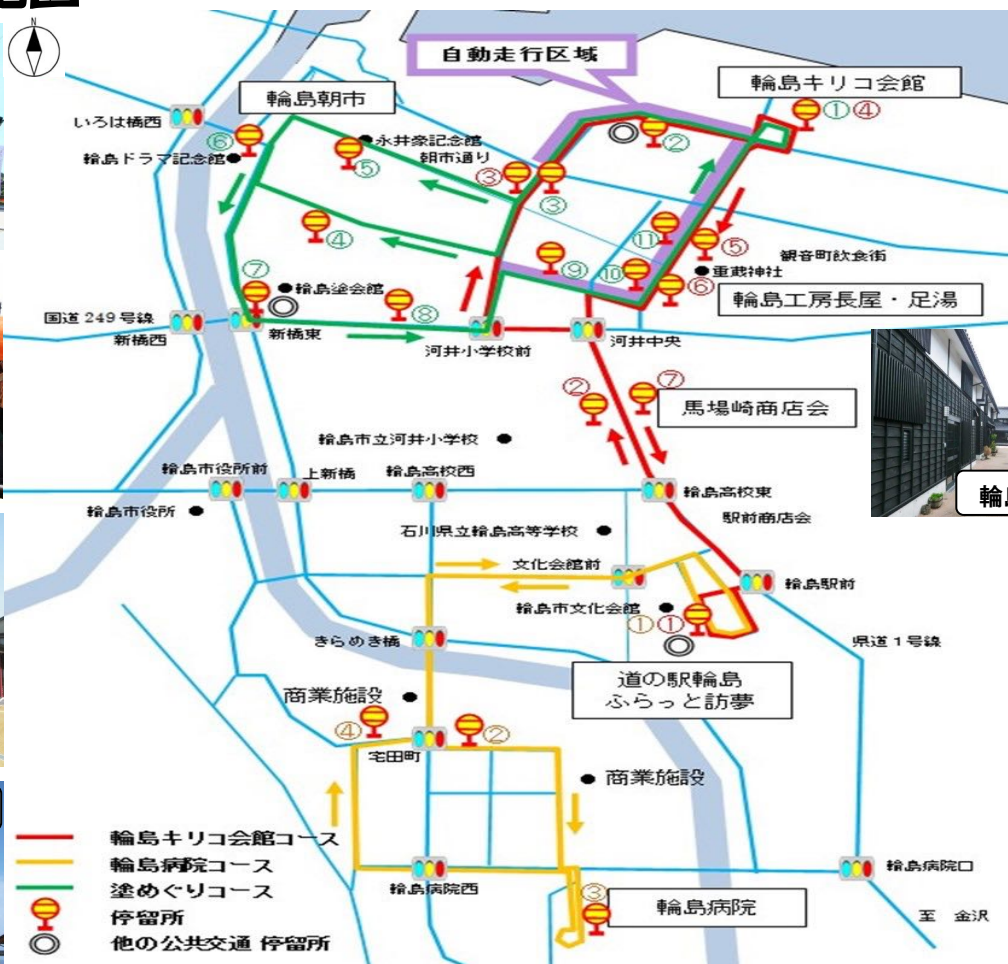 N
自動走行区域
輪島キリコ会館
①④
輪島朝市
いろは橋西
⑥
輪島ドラマ記念館
永井豪記念館
朝市通り
⑤
③
③
②
④
⑪
⑤
観音町飲食街
重蔵神社
⑨
⑩
⑥
輪島工房長屋・足湯
⑦
輪島塗会館
⑧
国道249号線
新橋西
新橋東
河井小学校前
河井中央
②
⑦
馬場崎商店会
輪島市立河井小学校
輪島市役所前
上新橋
輪島高校西
輪島高校東
輪島市役所
石川県立輪島高等学校
駅前商店会
文化会館前
輪島駅前
輪島市文化会館
①①
きらめき橋
県道1号線
道の駅輪島
ふらっと訪夢
商業施設
④
②
宅田町
商業施設
輪島キリコ会館コース
輪島病院コース
塗めぐりコース
停留所
他の公共交通 停留所
輪島病院西
輪島病院口
③
輪島病院
至 金沢